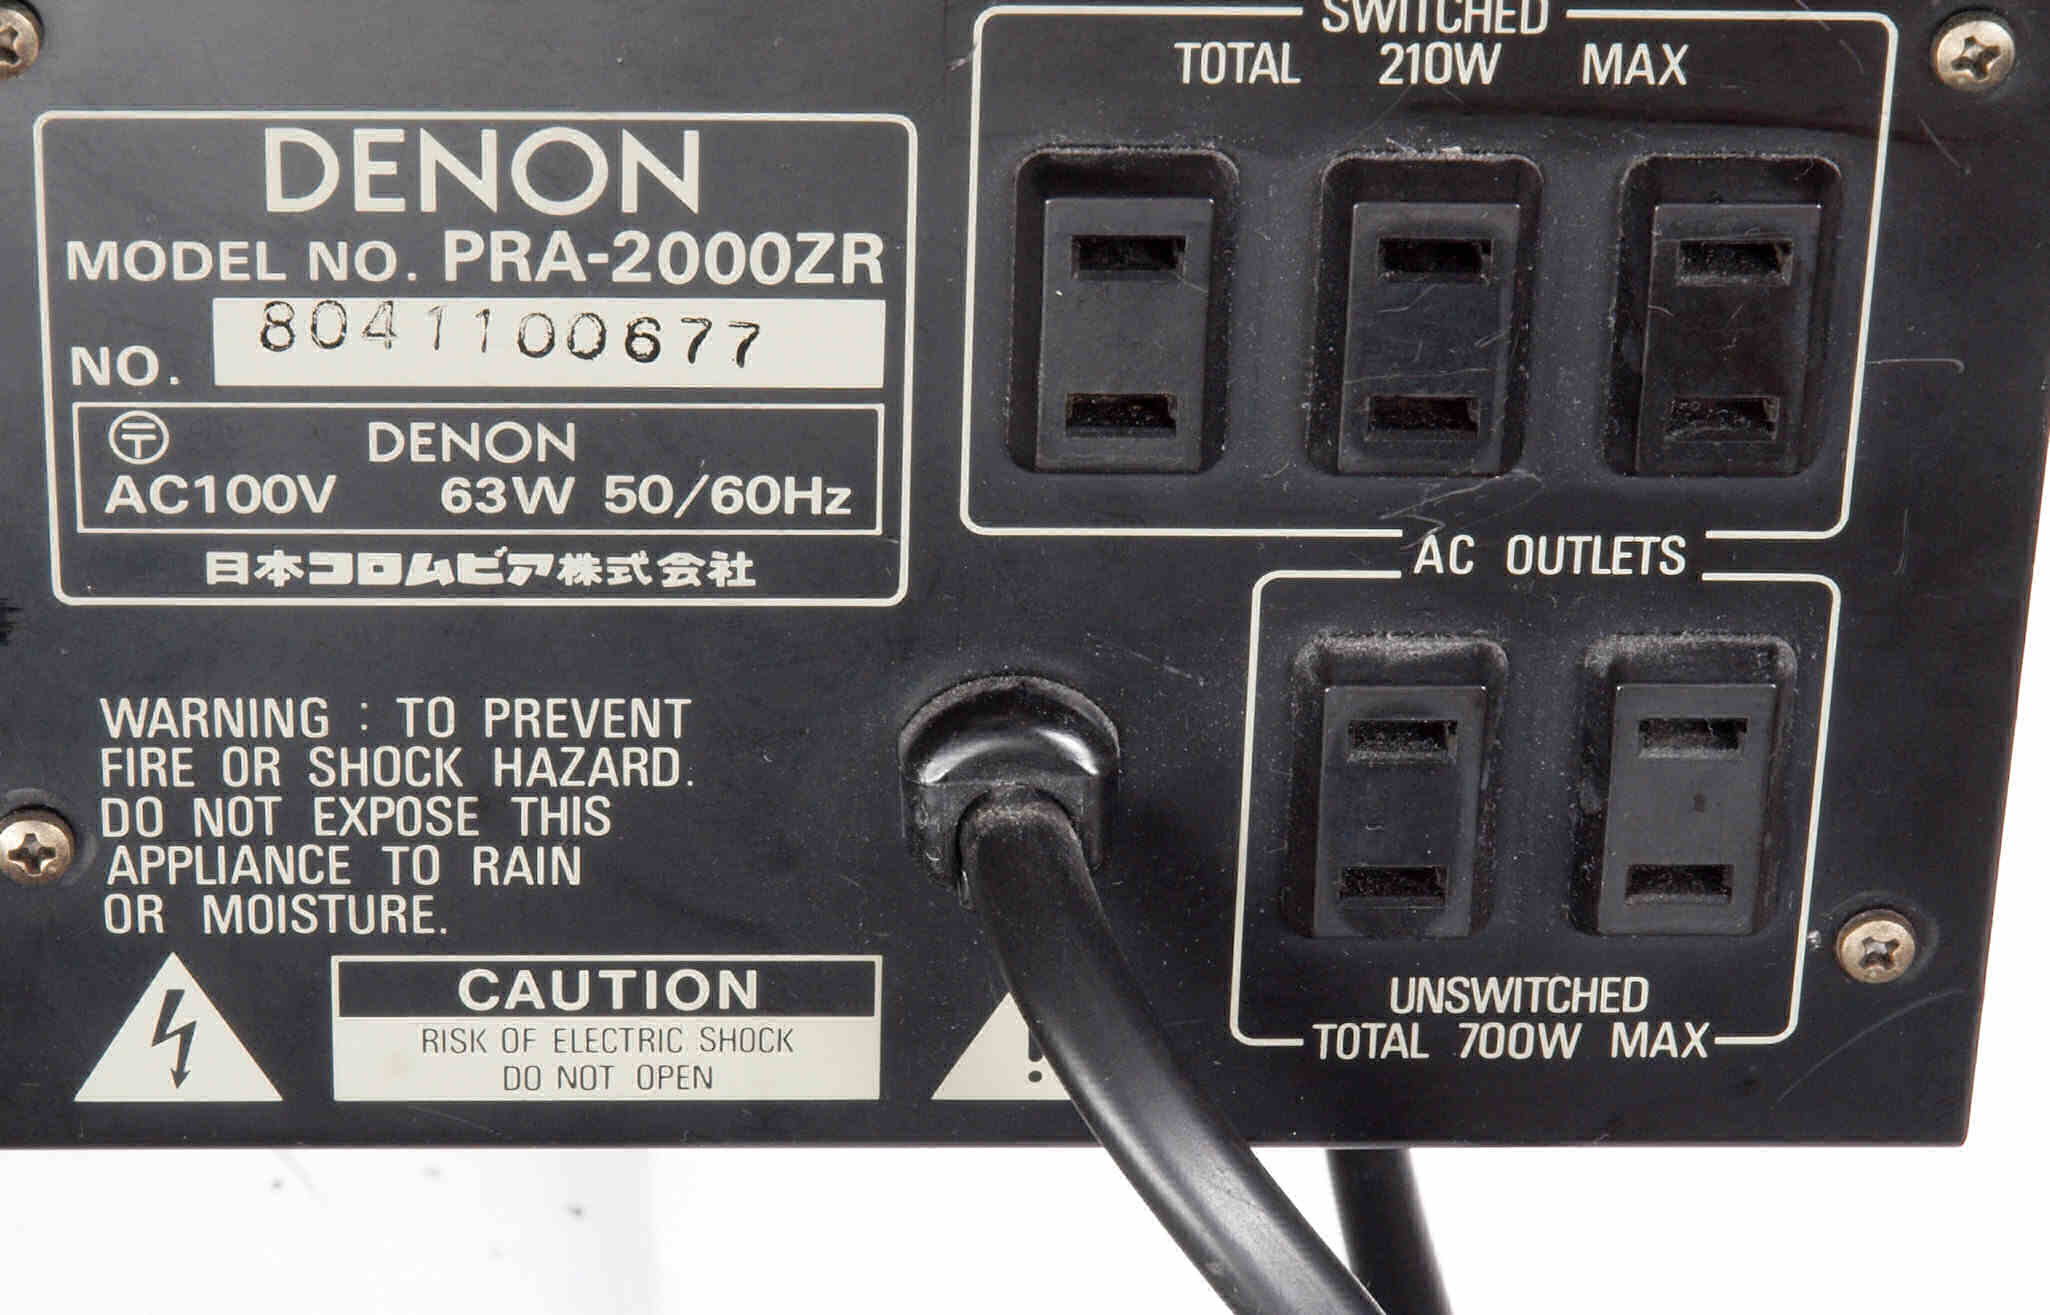 DENON
MODEL NO. PRA-2000ZR
NO. 8041100677
〶 DENON
AC100V 63W 50/60Hz
日本コロムビア株式会社
WARNING : TO PREVENT
FIRE OR SHOCK HAZARD.
DO NOT EXPOSE THIS
APPLIANCE TO RAIN
OR MOISTURE.
CAUTION
RISK OF ELECTRIC SHOCK
DO NOT OPEN
!
SWITCHED
TOTAL 210W MAX
AC OUTLETS
UNSWITCHED
TOTAL 700W MAX